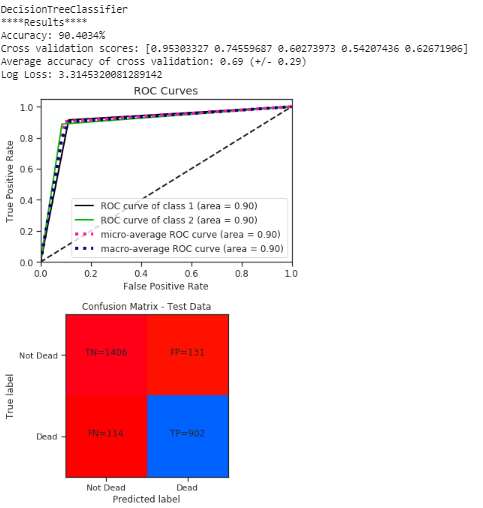 DecisionTreeClassifier
****Results****
Accuracy: 90.4034%
Cross validation scores: [0.95303327 0.74559687 0.60273973 0.54207436 0.62671906]
Average accuracy of cross validation: 0.69 (+/- 0.29)
Log Loss: 3.3145320081289142
ROC Curves
1.0
0.8
0.6
0.4
0.2
0.0
True Positive Rate
ROC curve of class 1 (area = 0.90)
ROC curve of class 2 (area = 0.90)
micro-average ROC curve (area = 0.90)
macro-average ROC curve (area = 0.90)
0.0 0.2 0.4 0.6 0.8 1.0
False Positive Rate
Confusion Matrix - Test Data
True label
Not Dead
TN=1406 FP=131
Dead
FN=114 TP=902
Not Dead Dead
Predicted label